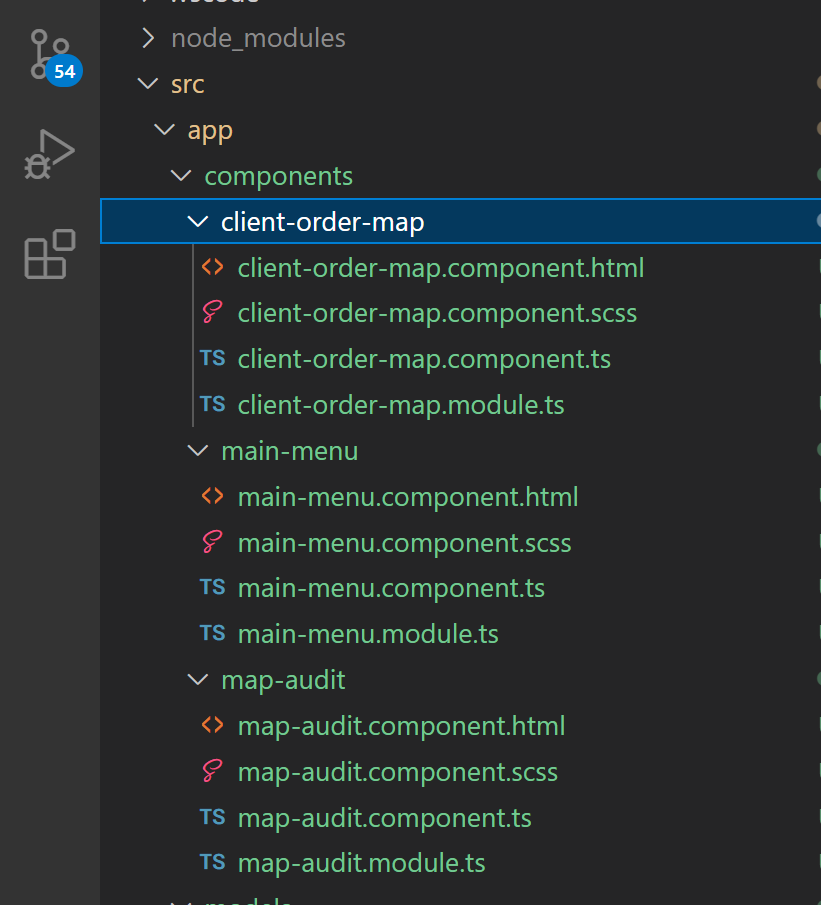 node_modules
54
src
app
components
client-order-map
client-order-map.component.html
client-order-map.component.scss
TS client-order-map.component.ts
TS client-order-map.module.ts
main-menu
main-menu.component.html
main-menu.component.scss
TS main-menu.component.ts
TS main-menu.module.ts
map-audit
map-audit.component.html
map-audit.component.scss
TS map-audit.component.ts
TS map-audit.module.ts